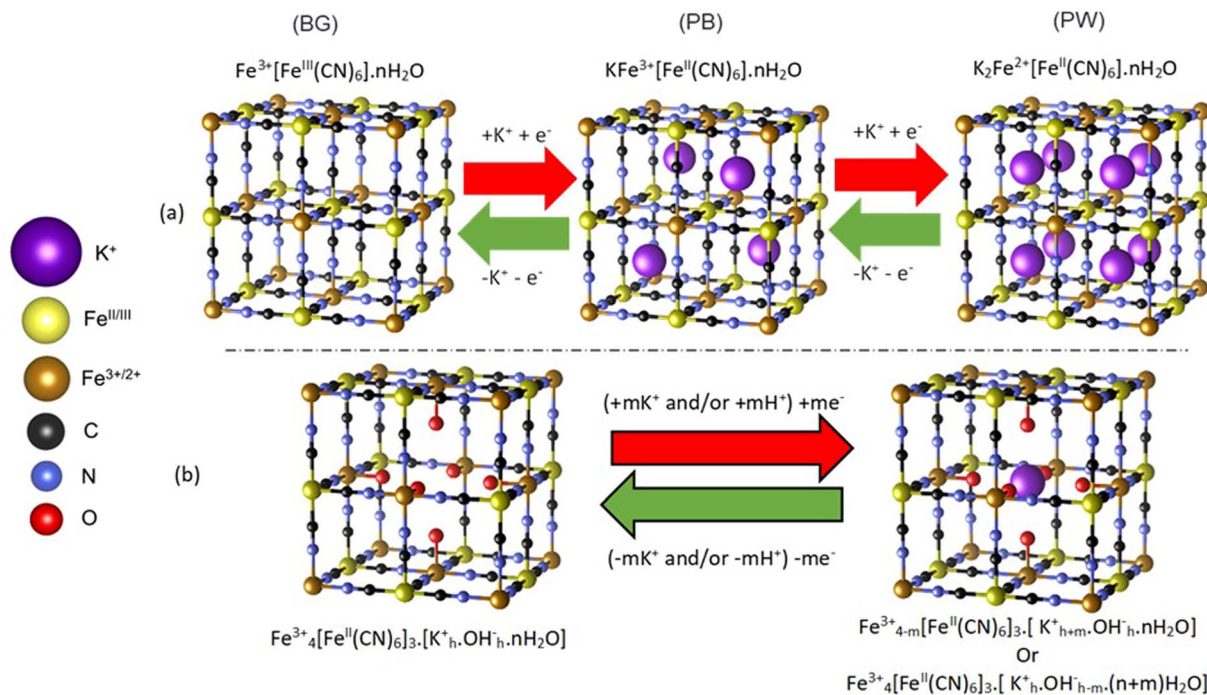 (BG) (PB) (PW)
Fe³⁺[Feᴵᴵᴵ(CN)₆].nH₂O KFe³⁺[Feᴵᴵ(CN)₆].nH₂O K₂Fe²⁺[Feᴵᴵ(CN)₆].nH₂O
+K⁺ + e⁻ +K⁺ + e⁻
(a)
-K⁺ - e⁻ -K⁺ - e⁻
K⁺
Feᴵᴵ/ᴵᴵᴵ
Fe³⁺/²⁺
C
N
O
(+mK⁺ and/or +mH⁺) +me⁻
(b)
(-mK⁺ and/or -mH⁺) -me⁻
Fe³⁺₄[Feᴵᴵ(CN)₆]₃.[K⁺ₕ.OH⁻ₕ.nH₂O]
Fe³⁺₄₋ₘ[Feᴵᴵ(CN)₆]₃.[ K⁺ₕ₊ₘ.OH⁻ₕ.nH₂O]
Or
Fe³⁺₄[Feᴵᴵ(CN)₆]₃.[ K⁺ₕ.OH⁻ₕ₋ₘ.(n+m)H₂O]